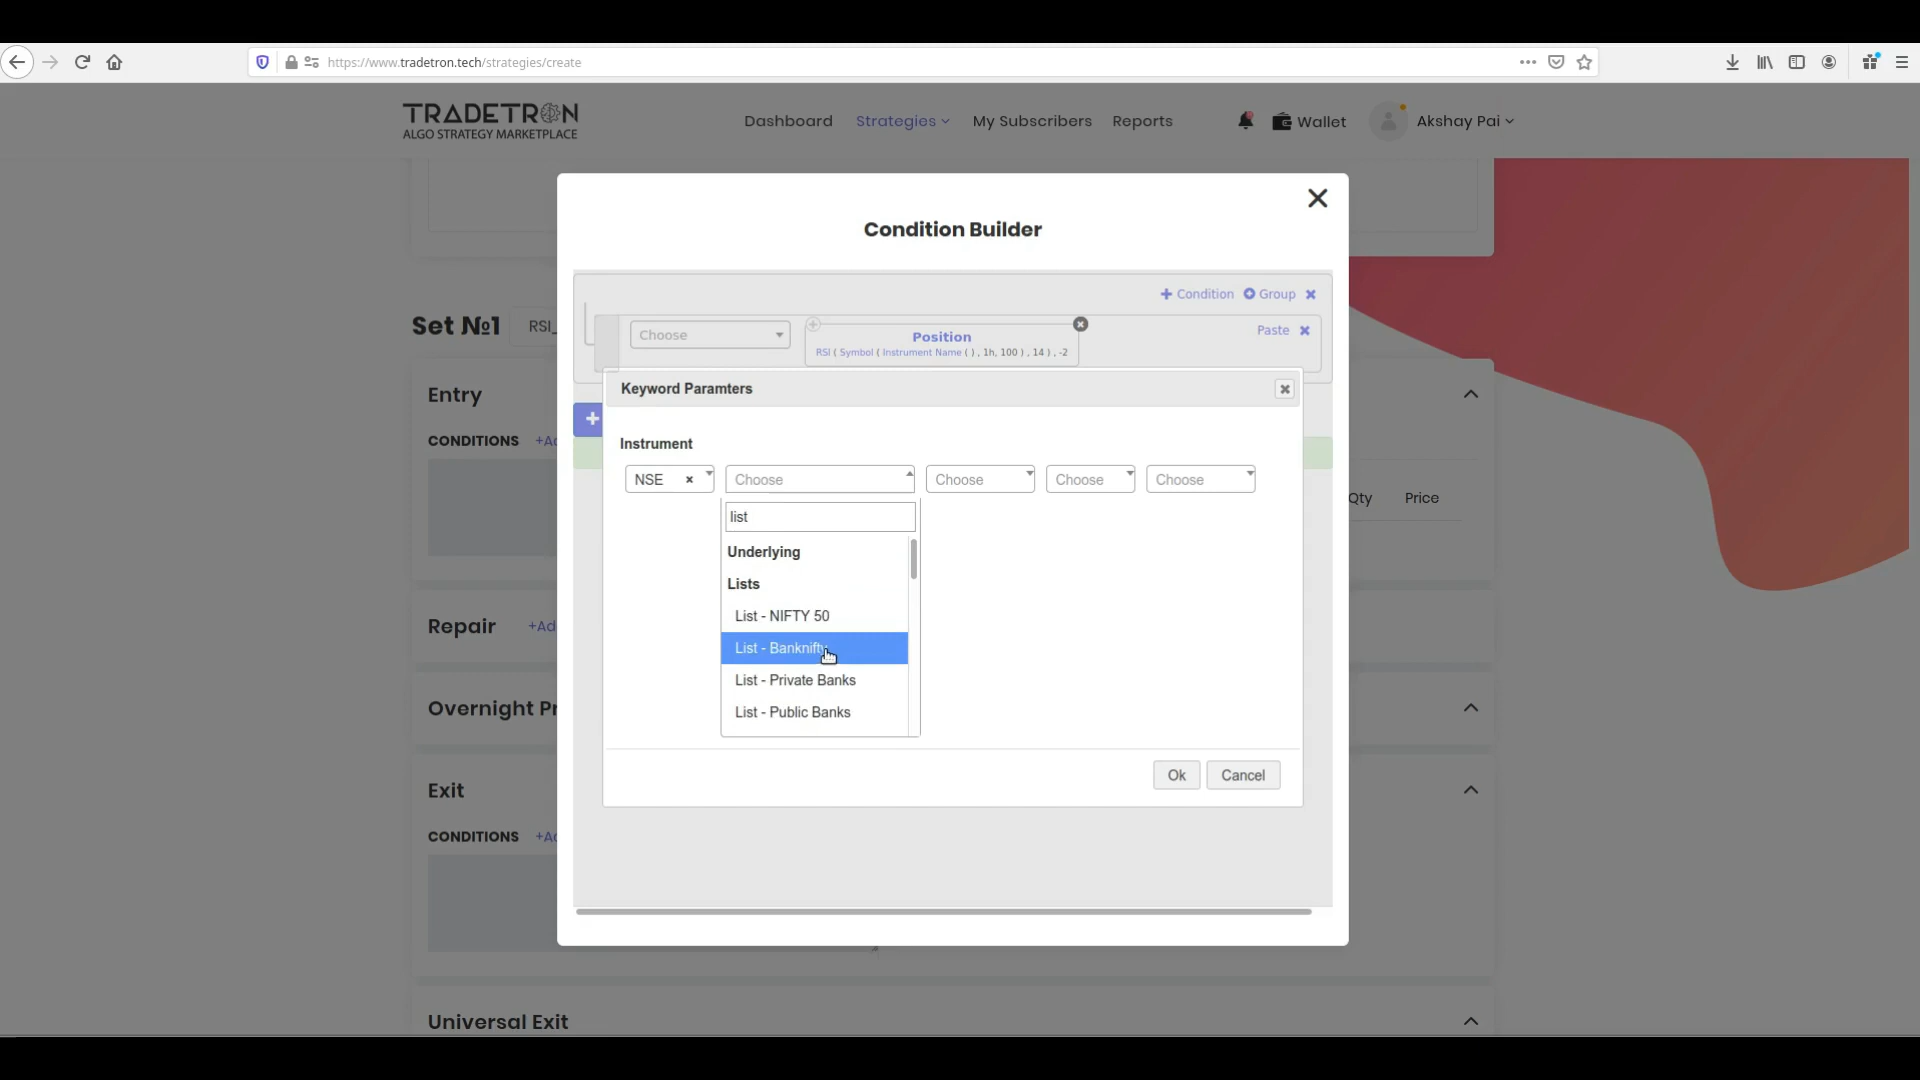 https://www.tradetron.tech/strategies/create
TRADETRON
ALGO STRATEGY MARKETPLACE
Dashboard Strategies My Subscribers Reports Wallet Akshay Pai
Condition Builder
+ Condition Group
Set №1 RSI_
Choose Position Paste
RSI ( Symbol ( Instrument Name ( ) , 1h, 100 ) , 14 ) , -2
Keyword Paramters
Entry
CONDITIONS
Instrument
NSE × Choose Choose Choose Choose
Qty Price
list
Underlying
Lists
List - NIFTY 50
List - Banknifty
List - Private Banks
List - Public Banks
Repair
Overnight
Ok Cancel
Exit
CONDITIONS
Universal Exit